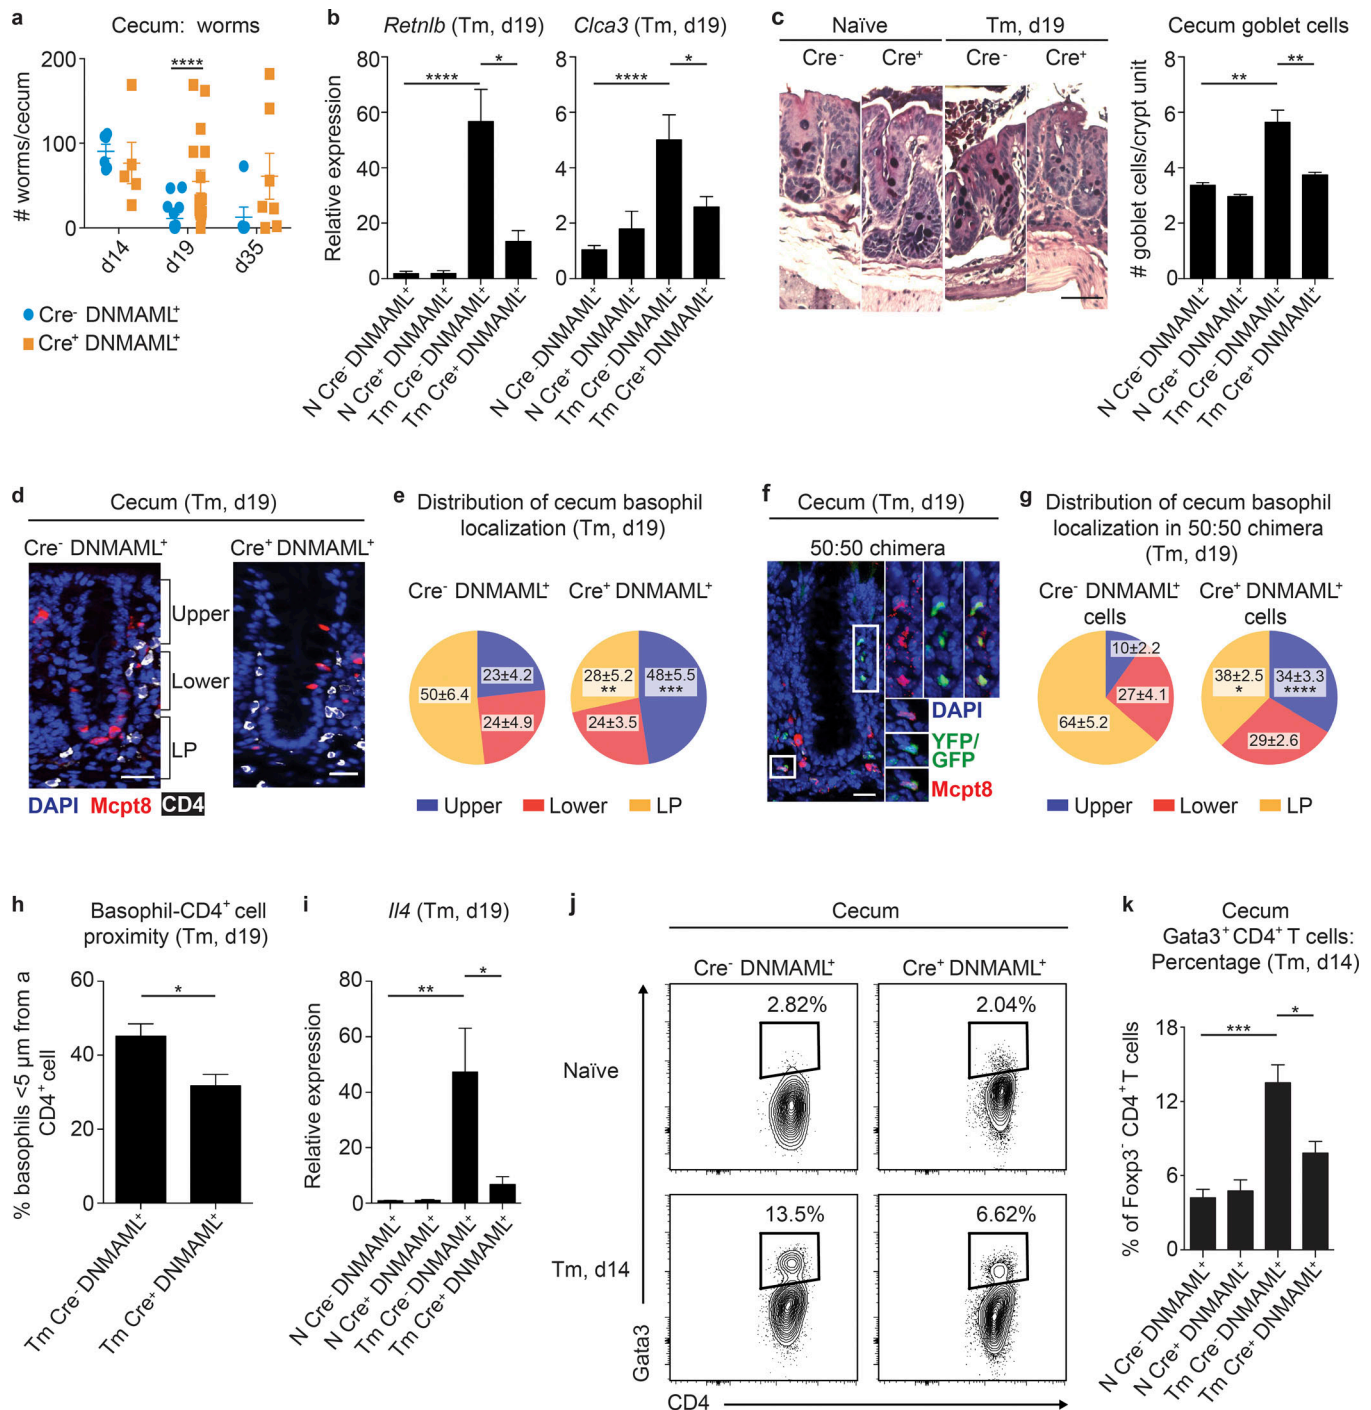 a
Cecum: worms
# worms/cecum
200
100
0
****
d14
d19
d35
Cre- DNMAML+
Cre+ DNMAML+
b
Retnlb (Tm, d19)
Relative expression
80
60
40
20
0
****
*
N Cre- DNMAML+
N Cre+ DNMAML+
Tm Cre- DNMAML+
Tm Cre+ DNMAML+
Clca3 (Tm, d19)
8
6
4
2
0
****
*
N Cre- DNMAML+
N Cre+ DNMAML+
Tm Cre- DNMAML+
Tm Cre+ DNMAML+
c
Naïve
Tm, d19
Cre-
Cre+
Cre-
Cre+
Cecum goblet cells
# goblet cells/crypt unit
8
6
4
2
0
**
**
N Cre- DNMAML+
N Cre+ DNMAML+
Tm Cre- DNMAML+
Tm Cre+ DNMAML+
d
Cecum (Tm, d19)
Cre- DNMAML+
Cre+ DNMAML+
Upper
Lower
LP
DAPI Mcpt8 CD4
e
Distribution of cecum basophil
localization (Tm, d19)
Cre- DNMAML+
Cre+ DNMAML+
23±4.2
50±6.4
24±4.9
28±5.2
**
48±5.5
***
24±3.5
Upper
Lower
LP
f
Cecum (Tm, d19)
50:50 chimera
DAPI
YFP/
GFP
Mcpt8
g
Distribution of cecum basophil
localization in 50:50 chimera
(Tm, d19)
Cre- DNMAML+
cells
Cre+ DNMAML+
cells
10±2.2
27±4.1
64±5.2
38±2.5
*
34±3.3
****
29±2.6
Upper
Lower
LP
h
Basophil-CD4+ cell
proximity (Tm, d19)
% basophils <5 µm from a
CD4+ cell
60
40
20
0
*
Tm Cre- DNMAML+
Tm Cre+ DNMAML+
i
Il4 (Tm, d19)
Relative expression
80
60
40
20
0
**
*
N Cre- DNMAML+
N Cre+ DNMAML+
Tm Cre- DNMAML+
Tm Cre+ DNMAML+
j
Cecum
Cre- DNMAML+
Cre+ DNMAML+
Naïve
2.82%
2.04%
Tm, d14
13.5%
6.62%
Gata3
CD4
k
Cecum
Gata3+ CD4+ T cells:
Percentage (Tm, d14)
% of Foxp3- CD4+ T cells
18
12
6
0
***
*
N Cre- DNMAML+
N Cre+ DNMAML+
Tm Cre- DNMAML+
Tm Cre+ DNMAML+